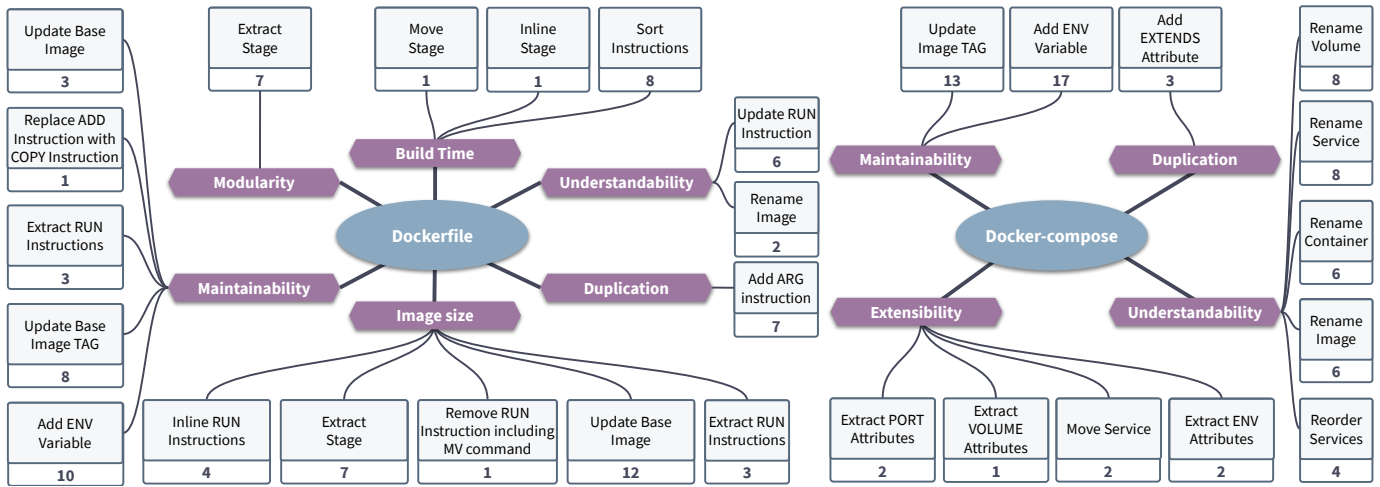 Update Base
Image
3
Replace ADD
Instruction with
COPY Instruction
1
Extract RUN
Instructions
3
Update Base
Image TAG
8
Add ENV
Variable
10
Extract
Stage
7
Move
Stage
1
Inline
Stage
1
Sort
Instructions
8
Build Time
Modularity
Understandability
Dockerfile
Maintainability
Duplication
Image size
Update RUN
Instruction
6
Rename
Image
2
Add ARG
instruction
7
Inline RUN
Instructions
4
Extract
Stage
7
Remove RUN
Instruction including
MV command
1
Update Base
Image
12
Extract RUN
Instructions
3
Update
Image TAG
13
Add ENV
Variable
17
Add
EXTENDS
Attribute
3
Maintainability
Duplication
Docker-compose
Extensibility
Understandability
Extract PORT
Attributes
2
Extract
VOLUME
Attributes
1
Move Service
2
Extract ENV
Attributes
2
Rename
Volume
8
Rename
Service
8
Rename
Container
6
Rename
Image
6
Reorder
Services
4